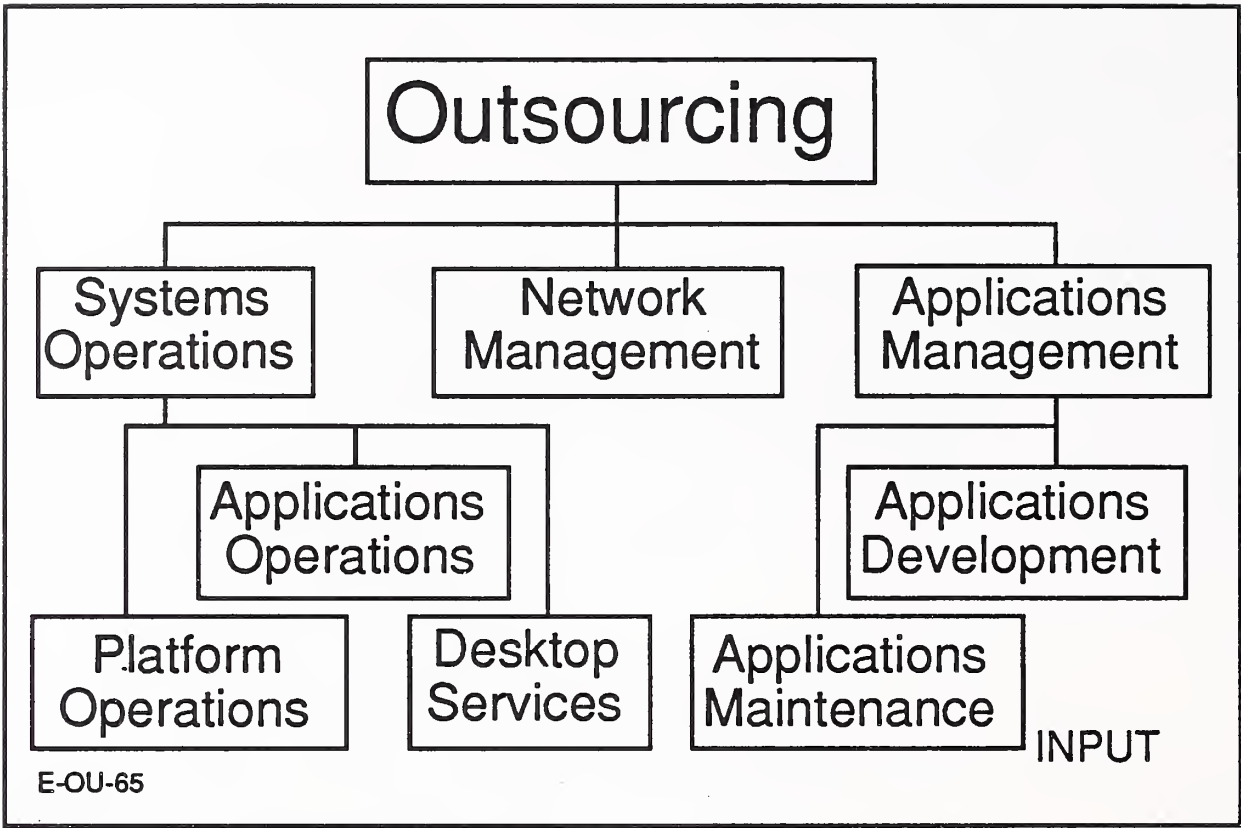 Outsourcing
Systems
Operations
Network
Management
Applications
Management
Applications
Operations
Applications
Development
Platform
Operations
Desktop
Services
Applications
Maintenance
INPUT
E-OU-65